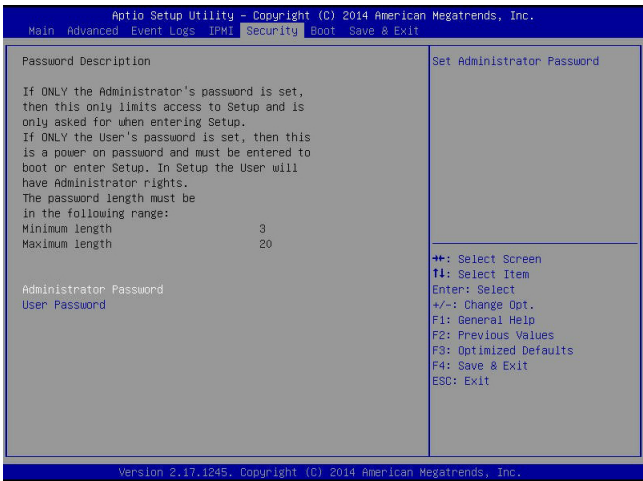 Aptio Setup Utility – Copyright (C) 2014 American Megatrends, Inc.
Main Advanced Event Logs IPMI Security Boot Save & Exit
Password Description
If ONLY the Administrator's password is set,
then this only limits access to Setup and is
only asked for when entering Setup.
If ONLY the User's password is set, then this
is a power on password and must be entered to
boot or enter Setup. In Setup the User will
have Administrator rights.
The password length must be
in the following range:
Minimum length 3
Maximum length 20
Administrator Password
User Password
Set Administrator Password
→←: Select Screen
↑↓: Select Item
Enter: Select
+/-: Change Opt.
F1: General Help
F2: Previous Values
F3: Optimized Defaults
F4: Save & Exit
ESC: Exit
Version 2.17.1245. Copyright (C) 2014 American Megatrends, Inc.